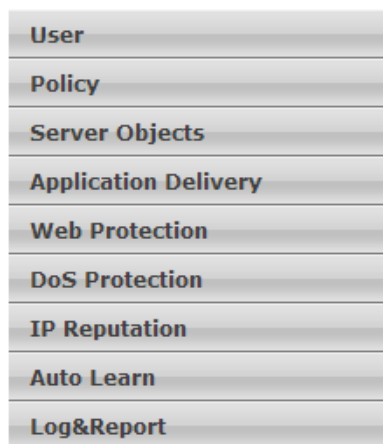 User
Policy
Server Objects
Application Delivery
Web Protection
DoS Protection
IP Reputation
Auto Learn
Log&Report